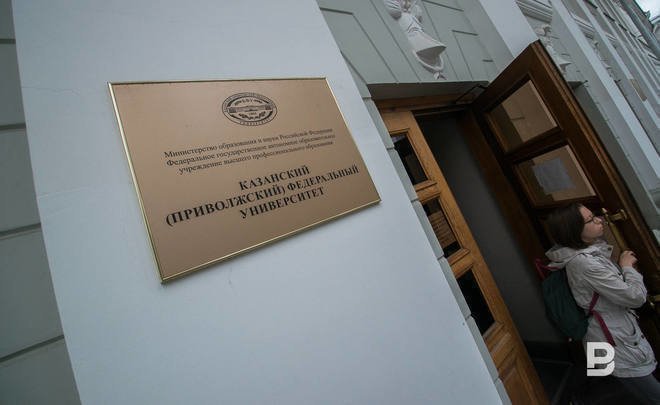 Министерство образования и науки Российской Федерации
Федеральное государственное автономное образовательное
учреждение высшего профессионального образования
КАЗАНСКИЙ
(ПРИВОЛЖСКИЙ) ФЕДЕРАЛЬНЫЙ
УНИВЕРСИТЕТ
В